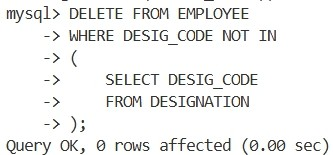 mysql> DELETE FROM EMPLOYEE
    -> WHERE DESIG_CODE NOT IN
    -> (
    ->     SELECT DESIG_CODE
    ->     FROM DESIGNATION
    -> );
Query OK, 0 rows affected (0.00 sec)